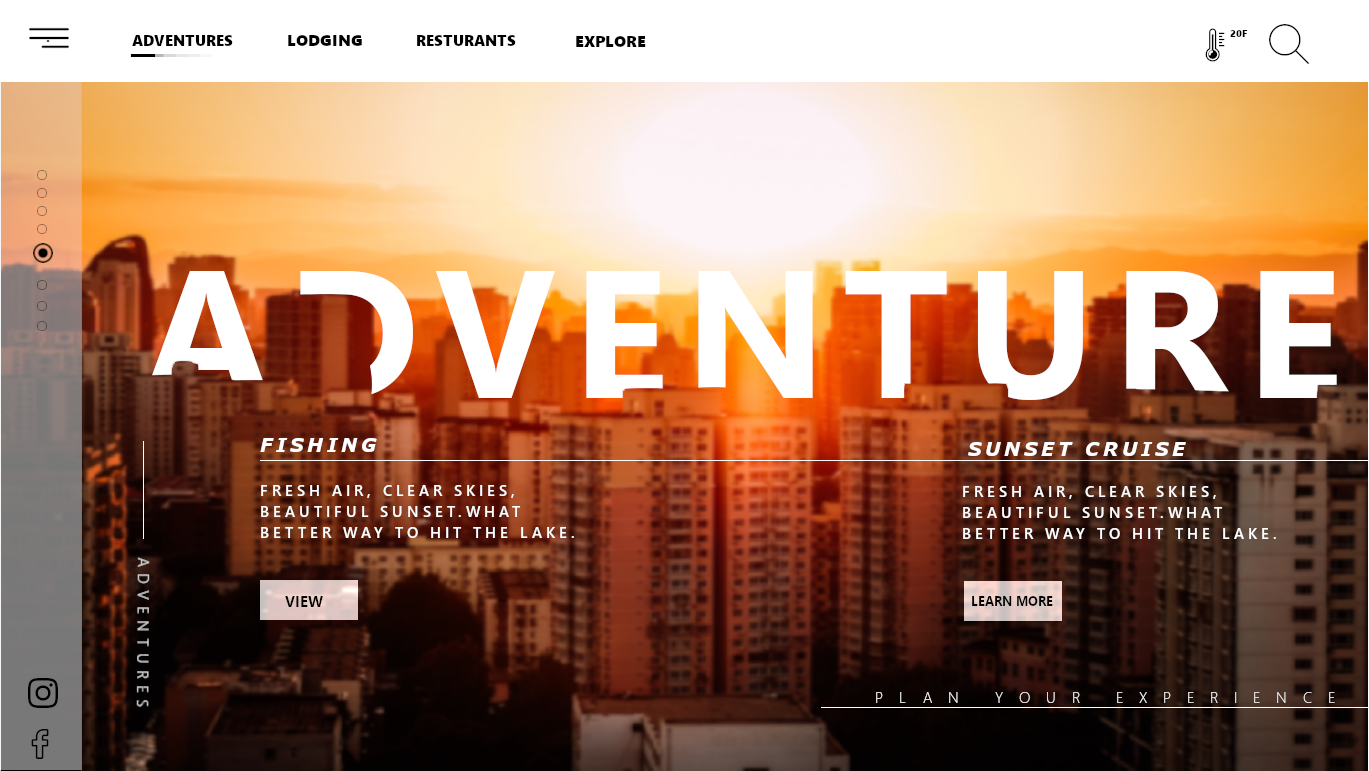 ADVENTURES
LODGING
RESTURANTS
EXPLORE
20F
ADVENTURE
FISHING
FRESH AIR, CLEAR SKIES,
BEAUTIFUL SUNSET.WHAT
BETTER WAY TO HIT THE LAKE.
VIEW
SUNSET CRUISE
FRESH AIR, CLEAR SKIES,
BEAUTIFUL SUNSET.WHAT
BETTER WAY TO HIT THE LAKE.
LEARN MORE
ADVENTURES
PLAN YOUR EXPERIENCE